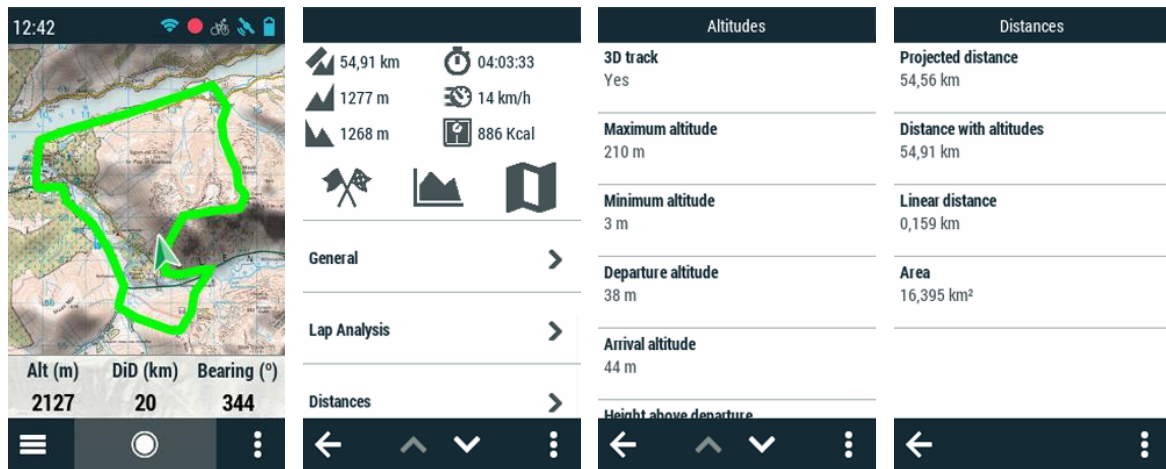 12:42
Alt (m) DiD (km) Bearing (º)
2127 20 344
54,91 km 04:03:33
1277 m 14 km/h
1268 m 886 Kcal
General
Lap Analysis
Distances
Altitudes
3D track
Yes
Maximum altitude
210 m
Minimum altitude
3 m
Departure altitude
38 m
Arrival altitude
44 m
Height above departure
Distances
Projected distance
54,56 km
Distance with altitudes
54,91 km
Linear distance
0,159 km
Area
16,395 km²